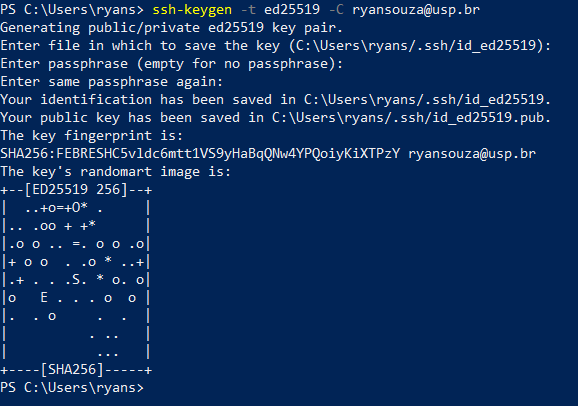 PS C:\Users\ryans> ssh-keygen -t ed25519 -C ryansouza@usp.br
Generating public/private ed25519 key pair.
Enter file in which to save the key (C:\Users\ryans/.ssh/id_ed25519):
Enter passphrase (empty for no passphrase):
Enter same passphrase again:
Your identification has been saved in C:\Users\ryans/.ssh/id_ed25519.
Your public key has been saved in C:\Users\ryans/.ssh/id_ed25519.pub.
The key fingerprint is:
SHA256:FEBRESHC5vldc6mtt1VS9yHaBqQNw4YPQoiyKiXTPzY ryansouza@usp.br
The key's randomart image is:
+--[ED25519 256]--+
|  ..+o=+O* .     |
|.. .oo + +*      |
|.o o .. =. o o .o|
|+ o o  . .o * ..+|
|.+ . . .S. * o. o|
|o   E . . . o  o |
|.  . o     .  .  |
|          . ..   |
|           ...   |
+----[SHA256]-----+
PS C:\Users\ryans>